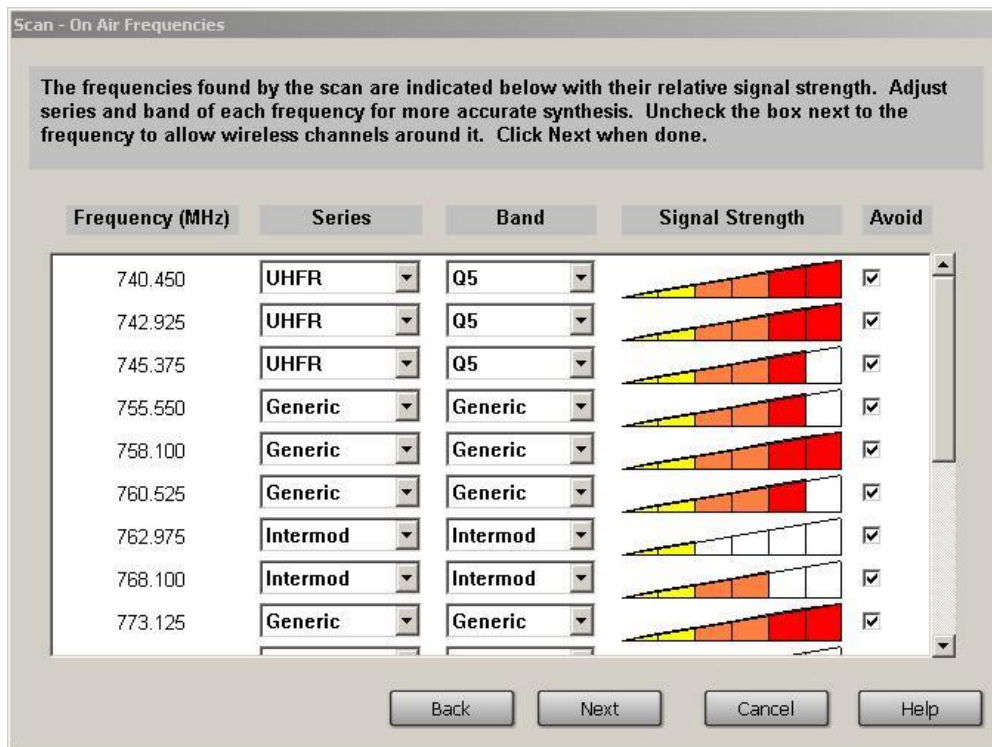 Scan - On Air Frequencies
The frequencies found by the scan are indicated below with their relative signal strength. Adjust
series and band of each frequency for more accurate synthesis. Uncheck the box next to the
frequency to allow wireless channels around it. Click Next when done.
Frequency (MHz) Series Band Signal Strength Avoid
740.450 UHFR Q5
742.925 UHFR Q5
745.375 UHFR Q5
755.550 Generic Generic
758.100 Generic Generic
760.525 Generic Generic
762.975 Intermod Intermod
768.100 Intermod Intermod
773.125 Generic Generic
Back Next Cancel Help